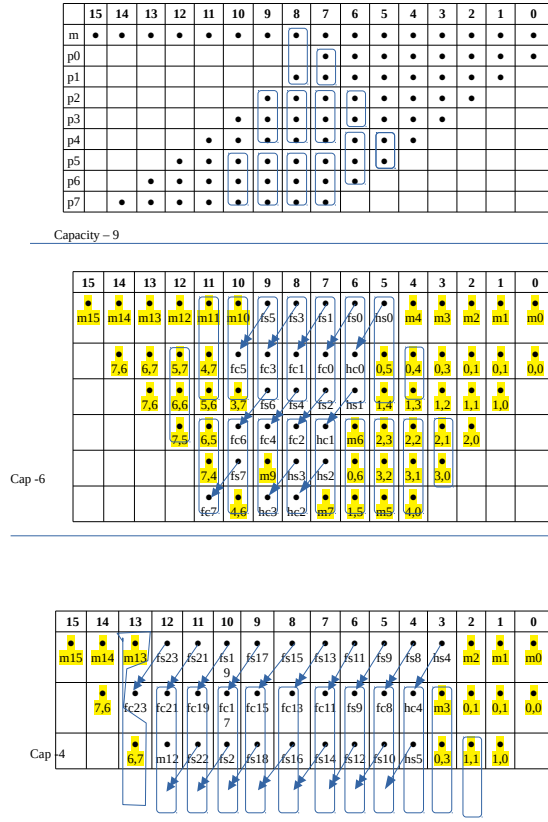 15 14 13 12 11 10 9 8 7 6 5 4 3 2 1 0
m
p0
p1
p2
p3
p4
p5
p6
p7
Capacity – 9
15 14 13 12 11 10 9 8 7 6 5 4 3 2 1 0
m15 m14 m13 m12 m11 m10 fs5 fs3 fs1 fs0 hs0 m4 m3 m2 m1 m0
7,6 6,7 5,7 4,7 fc5 fc3 fc1 fc0 hc0 0,5 0,4 0,3 0,1 0,1 0,0
7,6 6,6 5,6 3,7 fs6 fs4 fs2 hs1 1,4 1,3 1,2 1,1 1,0
7,5 6,5 fc6 fc4 fc2 hc1 m6 2,3 2,2 2,1 2,0
Cap -6
7,4 fs7 m9 hs3 hs2 0,6 3,2 3,1 3,0
fc7 4,6 hc3 hc2 m7 1,5 m5 4,0
15 14 13 12 11 10 9 8 7 6 5 4 3 2 1 0
m15 m14 m13 fs23 fs21 fs1 fs17 fs15 fs13 fs11 fs9 fs8 hs4 m2 m1 m0
9
7,6 fc23 fc21 fc19 fc1 fc15 fc13 fc11 fs9 fc8 hc4 m3 0,1 0,1 0,0
7
Cap -4
6,7 m12 fs22 fs2 fs18 fs16 fs14 fs12 fs10 hs5 0,3 1,1 1,0